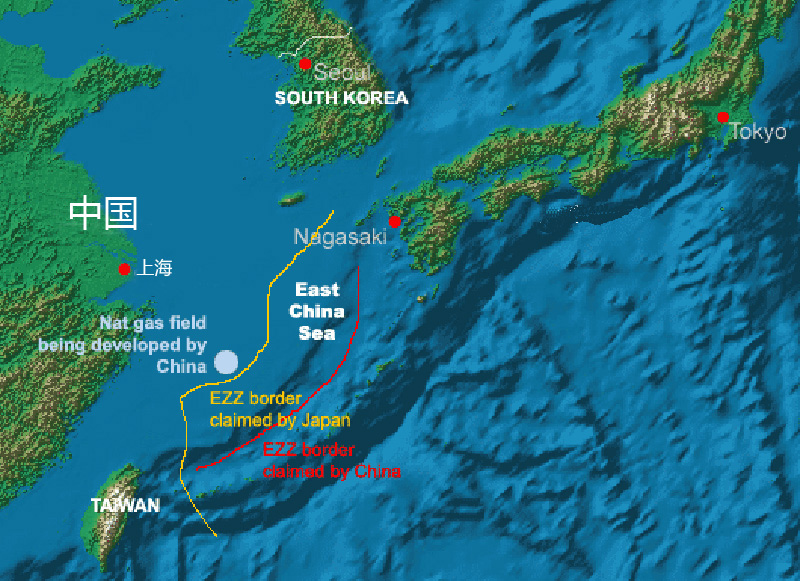 Seoul
SOUTH KOREA
Tokyo
中国
Nagasaki
上海
East
China
Sea
Nat gas field
being developed by
China
EZZ border
claimed by Japan
EZZ border
claimed by China
TAIWAN